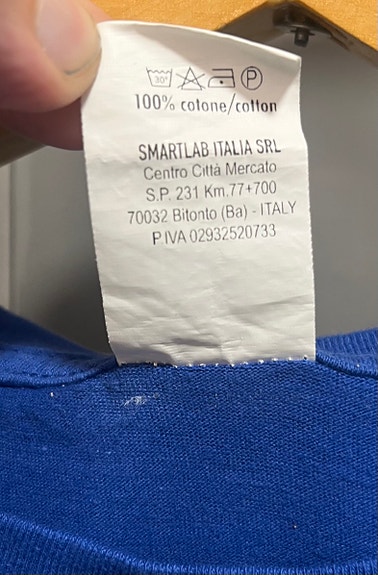 30° P
100% cotone/cotton
SMARTLAB ITALIA SRL
Centro Città Mercato
S.P. 231 Km.77+700
70032 Bitonto (Ba) - ITALY
P.IVA 02932520733